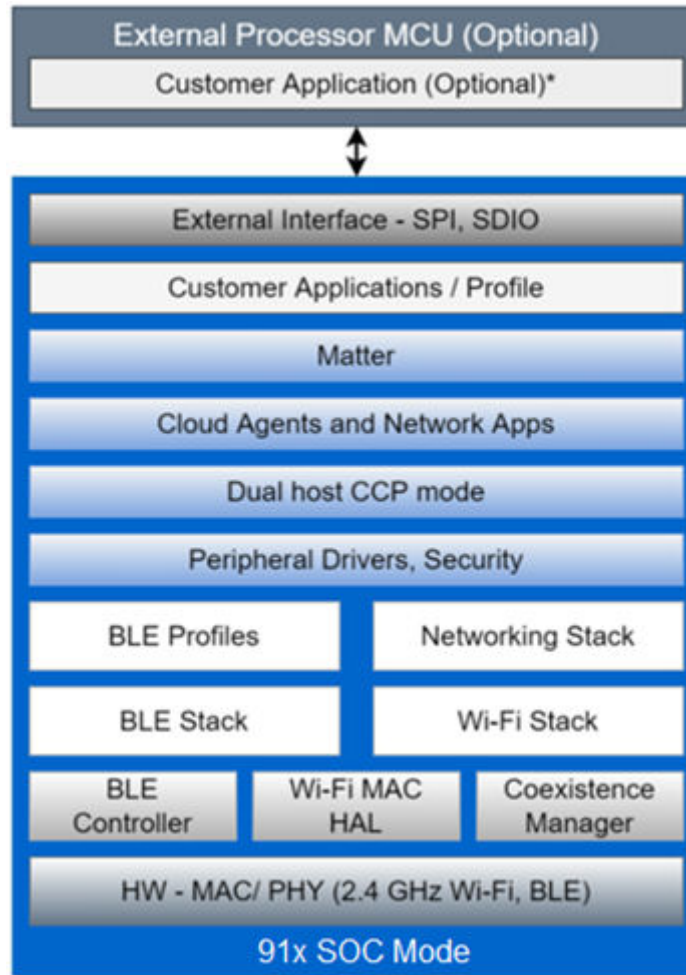 External Processor MCU (Optional)
Customer Application (Optional)*
External Interface - SPI, SDIO
Customer Applications / Profile
Matter
Cloud Agents and Network Apps
Dual host CCP mode
Peripheral Drivers, Security
BLE Profiles
Networking Stack
BLE Stack
Wi-Fi Stack
BLE
Controller
Wi-Fi MAC
HAL
Coexistence
Manager
HW - MAC/ PHY (2.4 GHz Wi-Fi, BLE)
91x SOC Mode